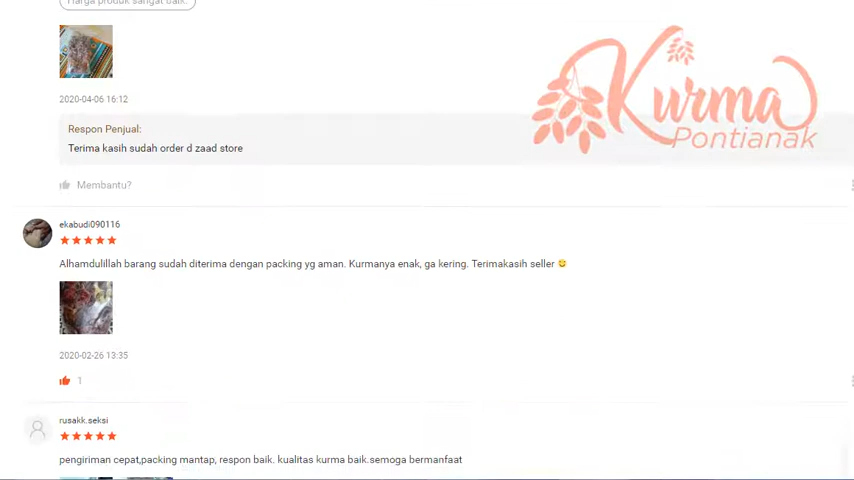 Harga produk sangat baik.
Kurma
Pontianak
2020-04-06 16:12
Respon Penjual:
Terima kasih sudah order d zaad store
Membantu?
ekabudi090116
Alhamdulillah barang sudah diterima dengan packing yg aman. Kurmanya enak, ga kering. Terimakasih seller
2020-02-26 13:35
1
rusakk.seksi
pengiriman cepat,packing mantap, respon baik. kualitas kurma baik.semoga bermanfaat